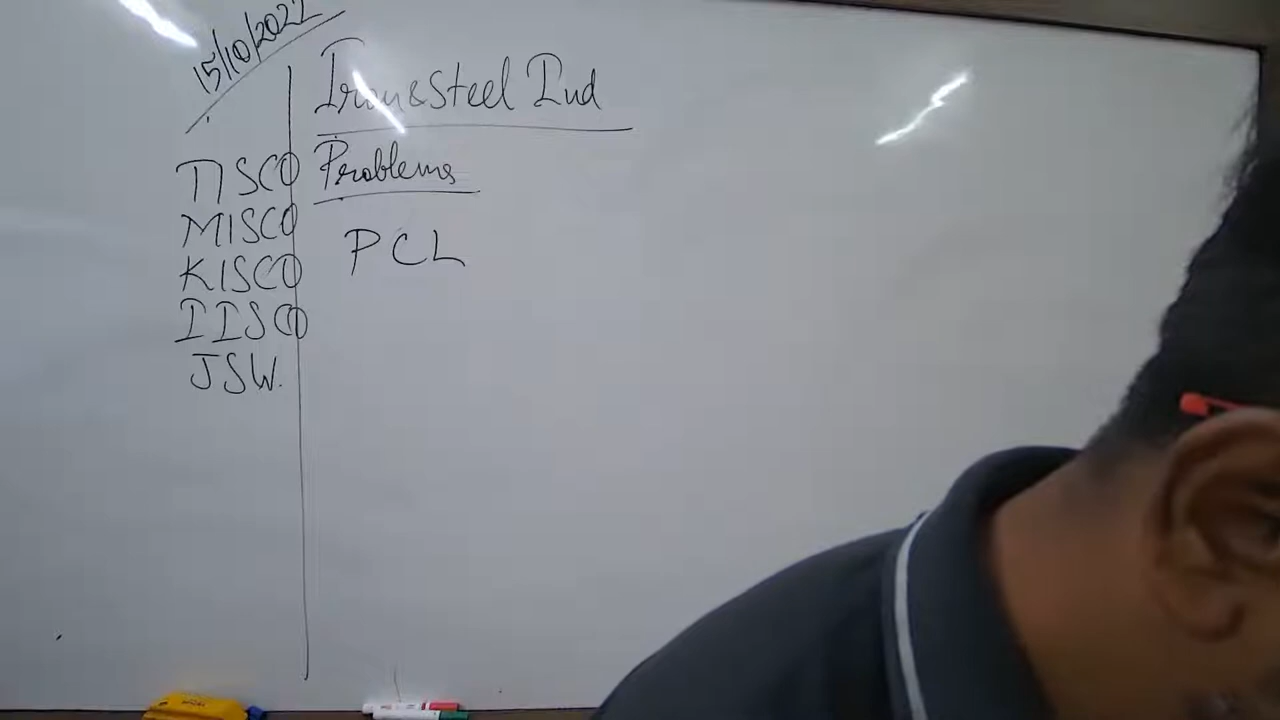 15/10/2022
Iron & Steel Ind
Problems
PCL
TISCO
MISCO
KISCO
IISCO
JSW.